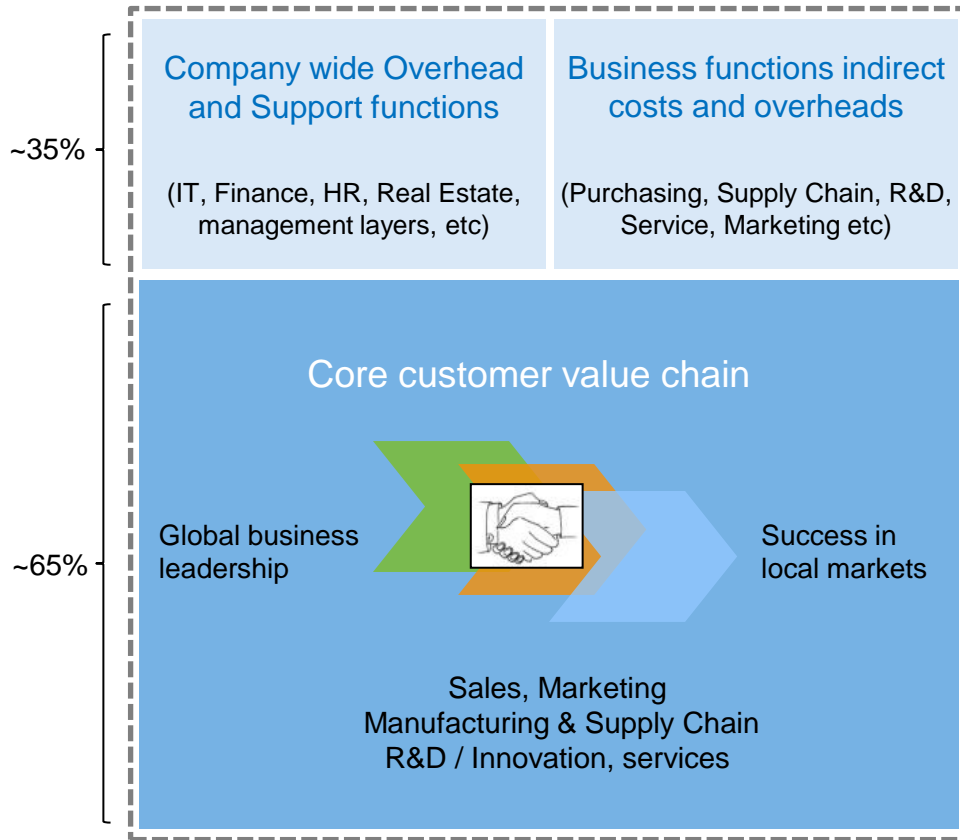 ~35%
Company wide Overhead
and Support functions
(IT, Finance, HR, Real Estate,
management layers, etc)
Business functions indirect
costs and overheads
(Purchasing, Supply Chain, R&D,
Service, Marketing etc)
~65%
Core customer value chain
Global business
leadership
Success in
local markets
Sales, Marketing
Manufacturing & Supply Chain
R&D / Innovation, services